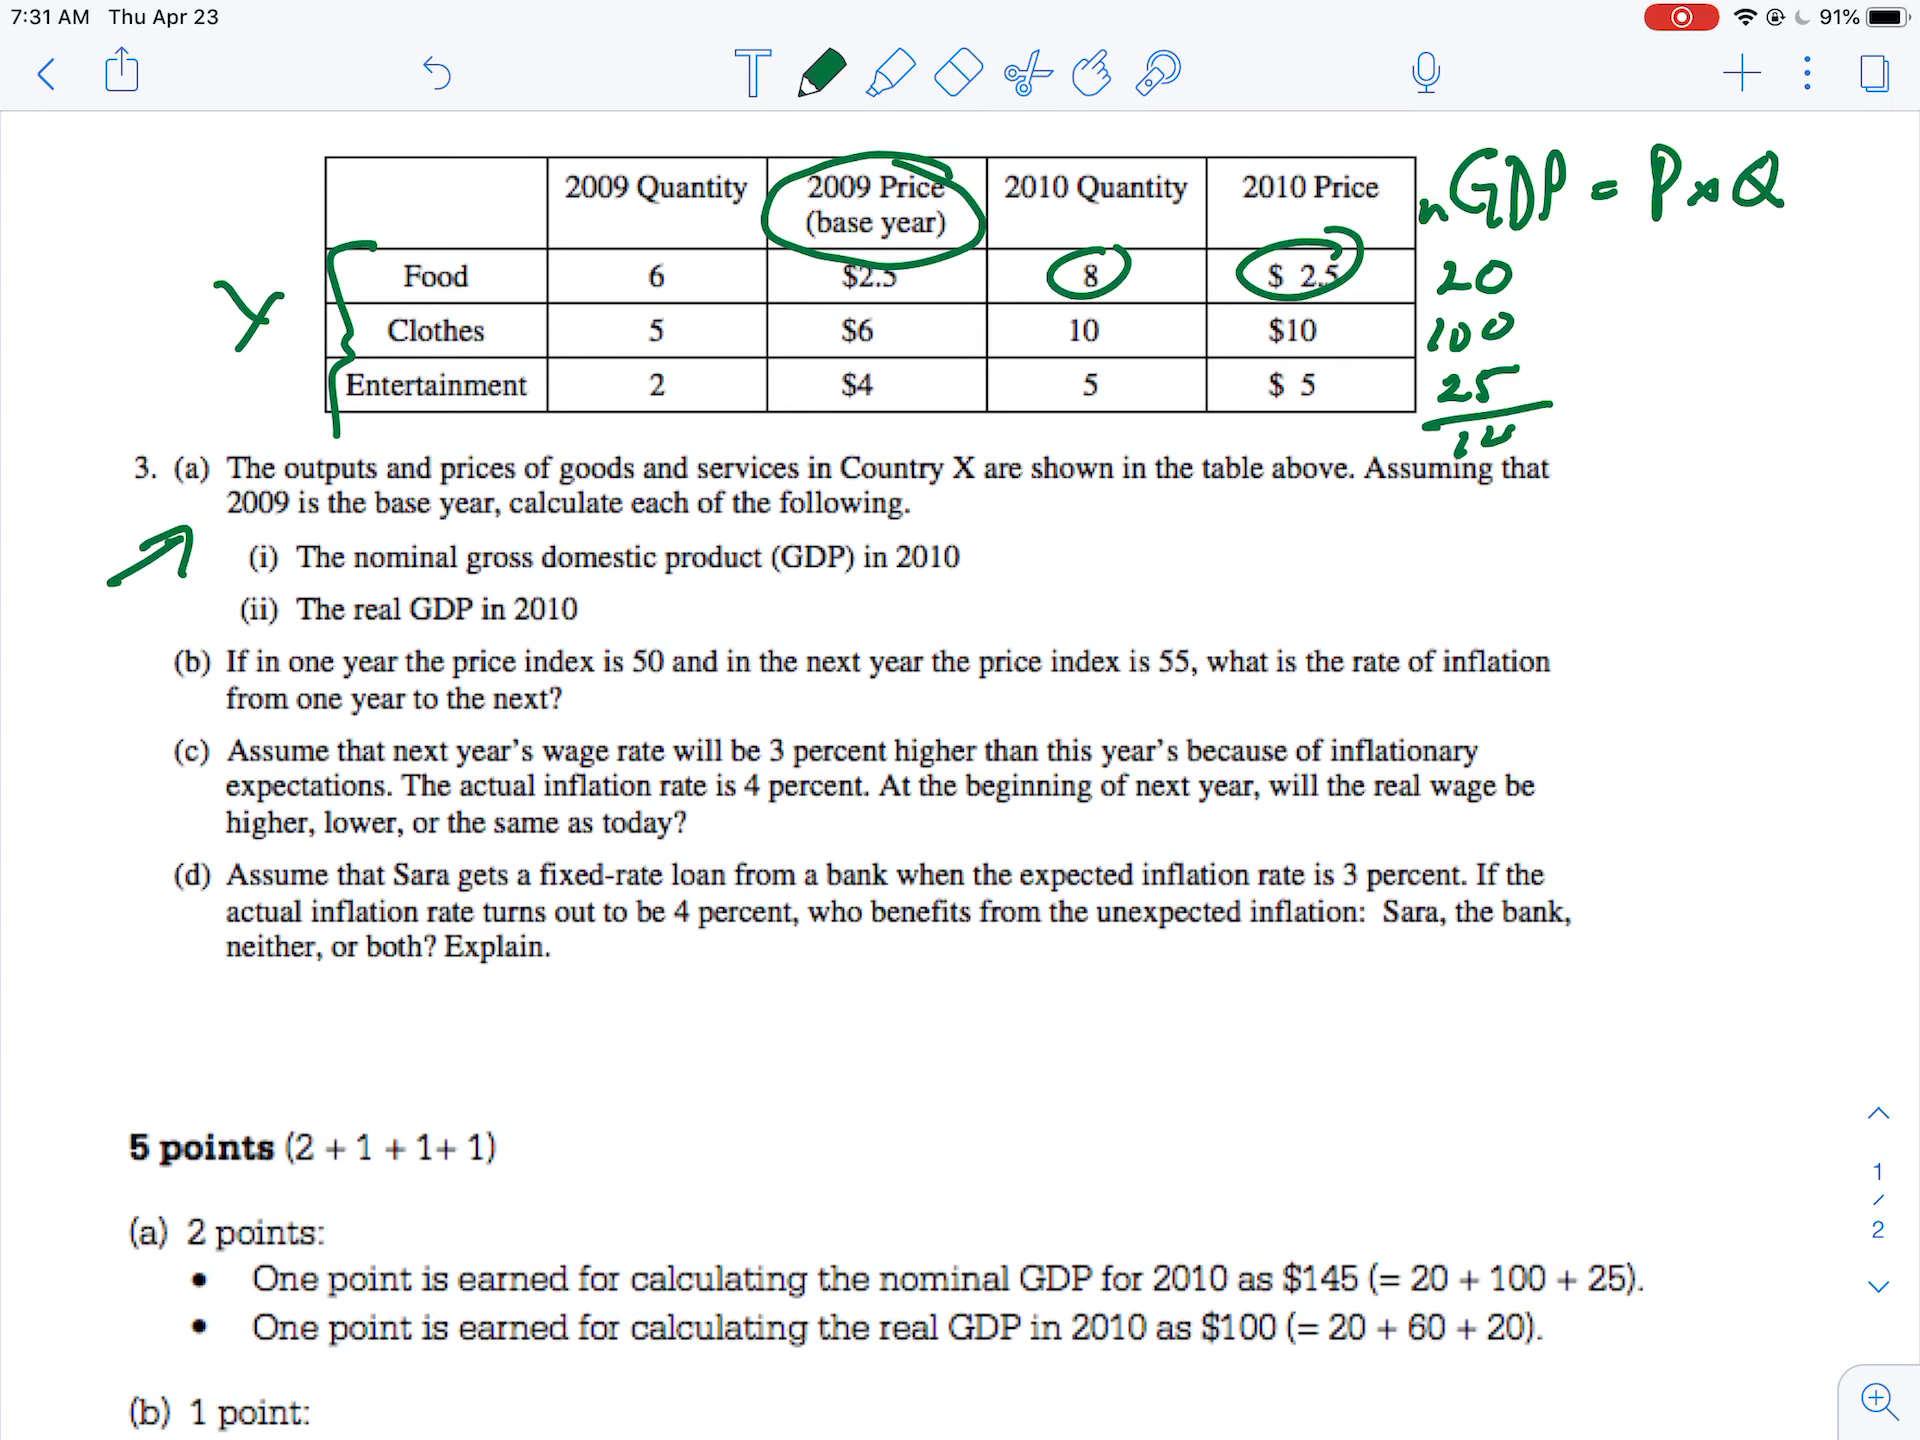 7:31 AM Thu Apr 23
91%
T
2009 Quantity 2009 Price (base year) 2010 Quantity 2010 Price
nGDP = P x Q
Food 6 $2.5 8 $ 2.5 20
Y
Clothes 5 $6 10 $10 100
Entertainment 2 $4 5 $ 5 25
14
3. (a) The outputs and prices of goods and services in Country X are shown in the table above. Assuming that
2009 is the base year, calculate each of the following.
(i) The nominal gross domestic product (GDP) in 2010
(ii) The real GDP in 2010
(b) If in one year the price index is 50 and in the next year the price index is 55, what is the rate of inflation
from one year to the next?
(c) Assume that next year’s wage rate will be 3 percent higher than this year’s because of inflationary
expectations. The actual inflation rate is 4 percent. At the beginning of next year, will the real wage be
higher, lower, or the same as today?
(d) Assume that Sara gets a fixed-rate loan from a bank when the expected inflation rate is 3 percent. If the
actual inflation rate turns out to be 4 percent, who benefits from the unexpected inflation: Sara, the bank,
neither, or both? Explain.
5 points (2 + 1 + 1+ 1)
1
/
2
(a) 2 points:
• One point is earned for calculating the nominal GDP for 2010 as $145 (= 20 + 100 + 25).
• One point is earned for calculating the real GDP in 2010 as $100 (= 20 + 60 + 20).
(b) 1 point: